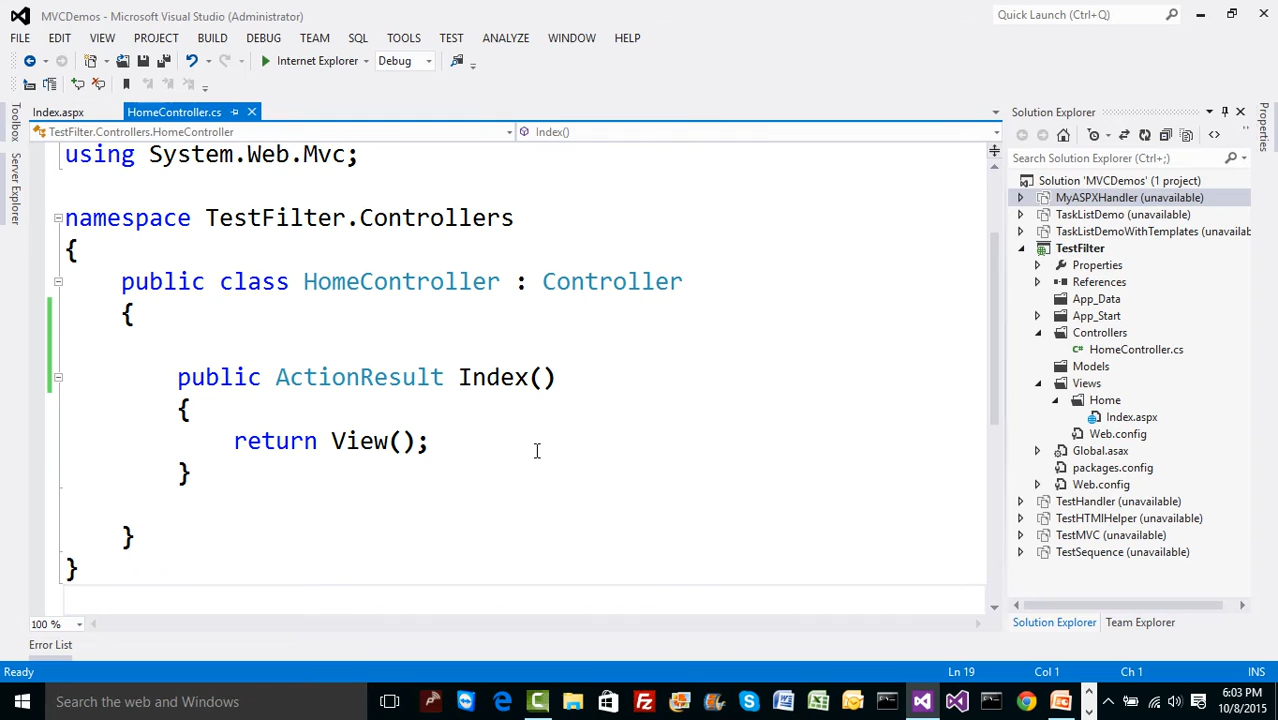 MVCDemos - Microsoft Visual Studio (Administrator)
Quick Launch (Ctrl+Q)
FILE EDIT VIEW PROJECT BUILD DEBUG TEAM SQL TOOLS TEST ANALYZE WINDOW HELP
Internet Explorer Debug
Index.aspx HomeController.cs
TestFilter.Controllers.HomeController Index()
using System.Web.Mvc;
namespace TestFilter.Controllers
{
public class HomeController : Controller
{
public ActionResult Index()
{
return View();
}
}
}
100 %
Error List
Toolbox
Server Explorer
Solution Explorer
Search Solution Explorer (Ctrl+;)
Solution 'MVCDemos' (1 project)
MyASPXHandler (unavailable)
TaskListDemo (unavailable)
TaskListDemoWithTemplates (unavailab
TestFilter
Properties
References
App_Data
App_Start
Controllers
HomeController.cs
Models
Views
Home
Index.aspx
Web.config
Global.asax
packages.config
Web.config
TestHandler (unavailable)
TestHTMlHelper (unavailable)
TestMVC (unavailable)
TestSequence (unavailable)
Solution Explorer Team Explorer
Properties
Ready Ln 19 Col 1 Ch 1 INS
Search the web and Windows
6:03 PM
10/8/2015